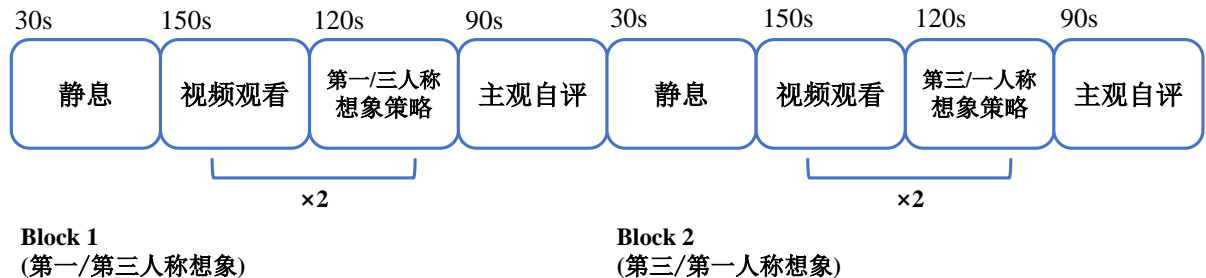 30s 150s 120s 90s 30s 150s 120s 90s
静息
视频观看
第一/三人称
想象策略
主观自评
静息
视频观看
第三/一人称
想象策略
主观自评
×2
×2
Block 1
(第一/第三人称想象)
Block 2
(第三/第一人称想象)